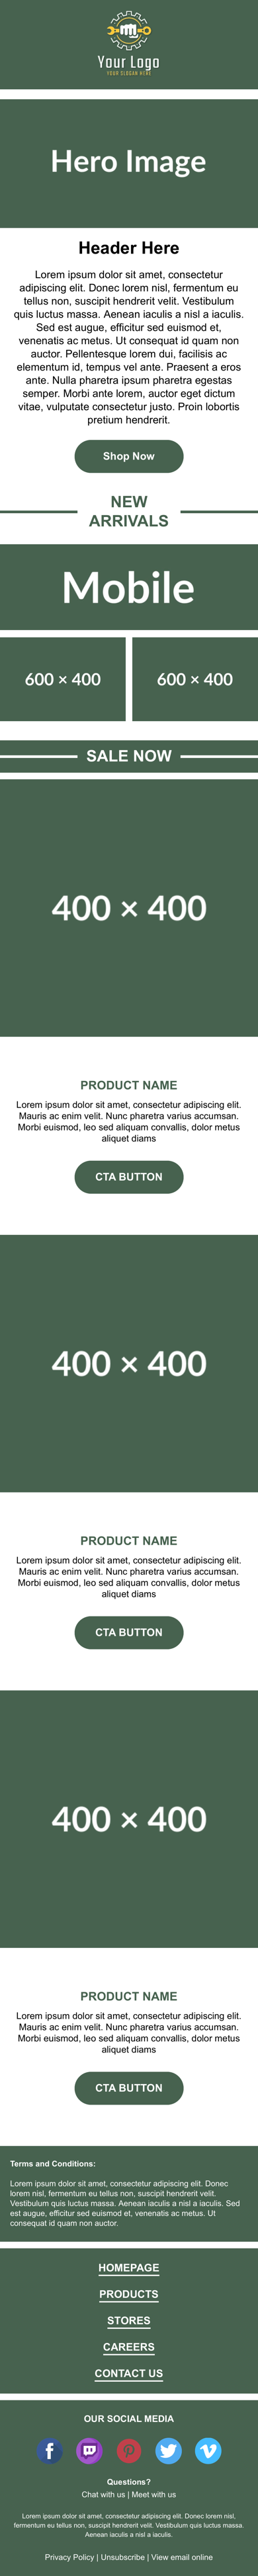 Your Logo
YOUR SLOGAN HERE
Hero Image
Header Here
Lorem ipsum dolor sit amet, consectetur
adipiscing elit. Donec lorem nisl, fermentum eu
tellus non, suscipit hendrerit velit. Vestibulum
quis luctus massa. Aenean iaculis a nisl a iaculis.
Sed est augue, efficitur sed euismod et,
venenatis ac metus. Ut consequat id quam non
auctor. Pellentesque lorem dui, facilisis ac
elementum id, tempus vel ante. Praesent a eros
ante. Nulla pharetra ipsum pharetra egestas
semper. Morbi ante lorem, auctor eget dictum
vitae, vulputate consectetur justo. Proin lobortis
pretium hendrerit.
Shop Now
NEW
ARRIVALS
Mobile
600 × 400
600 × 400
SALE NOW
400 × 400
PRODUCT NAME
Lorem ipsum dolor sit amet, consectetur adipiscing elit.
Mauris ac enim velit. Nunc pharetra varius accumsan.
Morbi euismod, leo sed aliquam convallis, dolor metus
aliquet diams
CTA BUTTON
400 × 400
PRODUCT NAME
Lorem ipsum dolor sit amet, consectetur adipiscing elit.
Mauris ac enim velit. Nunc pharetra varius accumsan.
Morbi euismod, leo sed aliquam convallis, dolor metus
aliquet diams
CTA BUTTON
400 × 400
PRODUCT NAME
Lorem ipsum dolor sit amet, consectetur adipiscing elit.
Mauris ac enim velit. Nunc pharetra varius accumsan.
Morbi euismod, leo sed aliquam convallis, dolor metus
aliquet diams
CTA BUTTON
Terms and Conditions:
Lorem ipsum dolor sit amet, consectetur adipiscing elit. Donec
lorem nisl, fermentum eu tellus non, suscipit hendrerit velit.
Vestibulum quis luctus massa. Aenean iaculis a nisl a iaculis. Sed
est augue, efficitur sed euismod et, venenatis ac metus. Ut
consequat id quam non auctor.
HOMEPAGE
PRODUCTS
STORES
CAREERS
CONTACT US
OUR SOCIAL MEDIA
Questions?
Chat with us | Meet with us
Lorem ipsum dolor sit amet, consectetur adipiscing elit. Donec lorem nisl,
fermentum eu tellus non, suscipit hendrerit velit. Vestibulum quis luctus massa.
Aenean iaculis a nisl a iaculis.
Privacy Policy | Unsubscribe | View email online